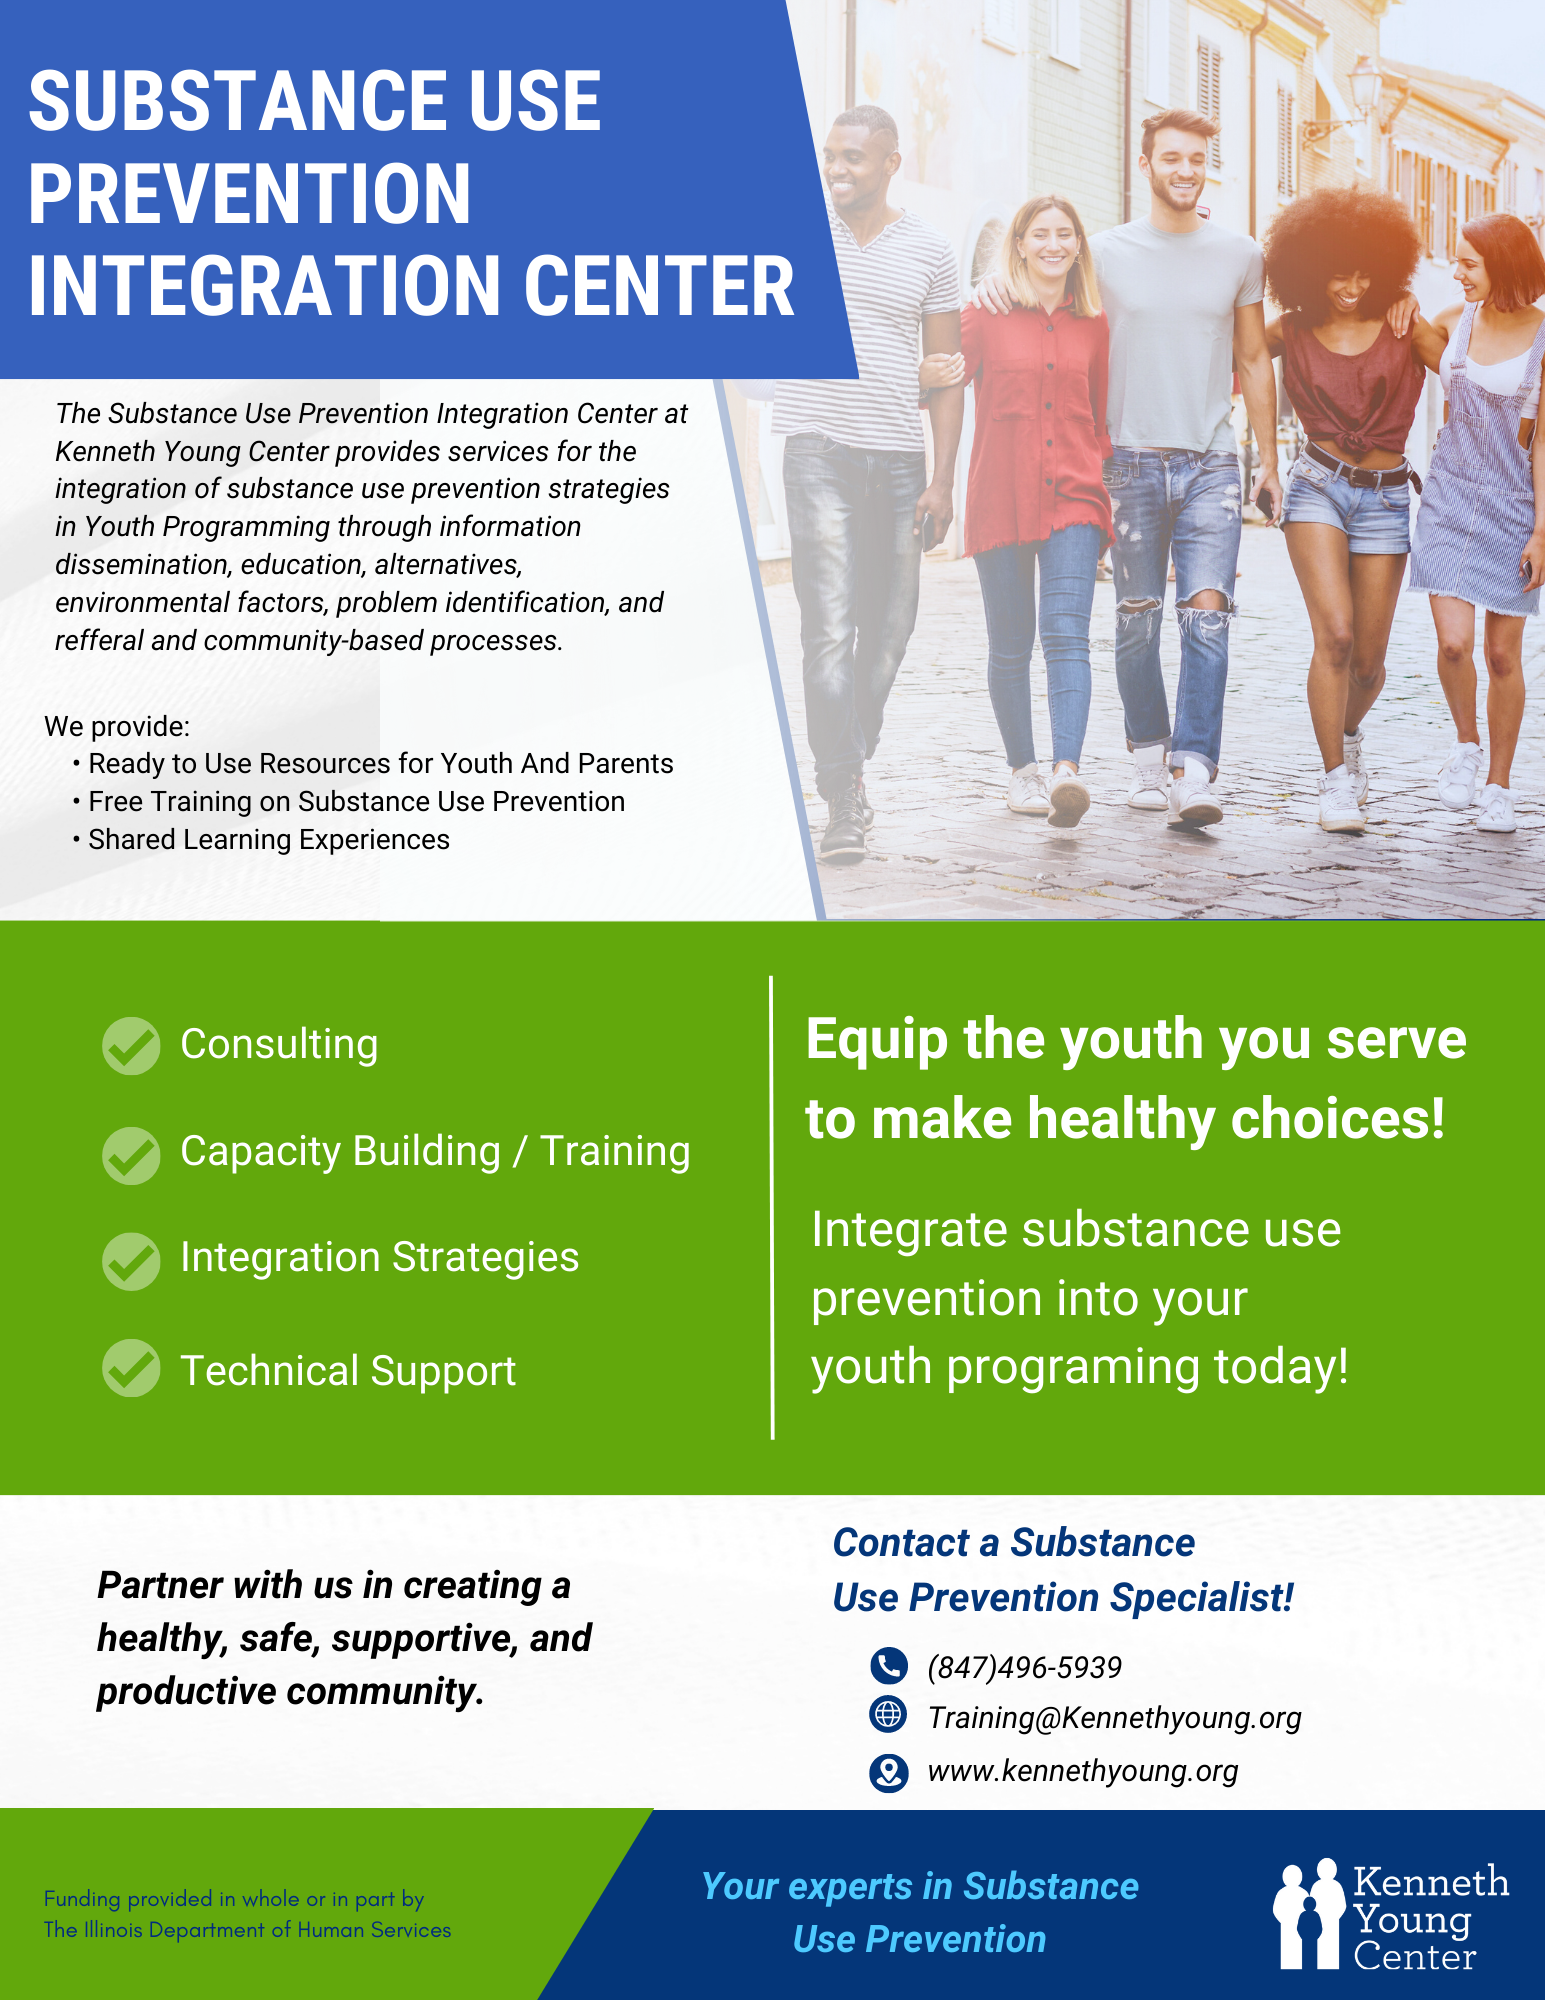 SUBSTANCE USE
PREVENTION
INTEGRATION CENTER
The Substance Use Prevention Integration Center at
Kenneth Young Center provides services for the
integration of substance use prevention strategies
in Youth Programming through information
dissemination, education, alternatives,
environmental factors, problem identification, and
refferal and community-based processes.
We provide:
• Ready to Use Resources for Youth And Parents
• Free Training on Substance Use Prevention
• Shared Learning Experiences
Consulting
Capacity Building / Training
Integration Strategies
Technical Support
Equip the youth you serve
to make healthy choices!
Integrate substance use
prevention into your
youth programing today!
Partner with us in creating a
healthy, safe, supportive, and
productive community.
Contact a Substance
Use Prevention Specialist!
(847)496-5939
Training@Kennethyoung.org
www.kennethyoung.org
Funding provided in whole or in part by
The Illinois Department of Human Services
Your experts in Substance
Use Prevention
Kenneth
Young
Center